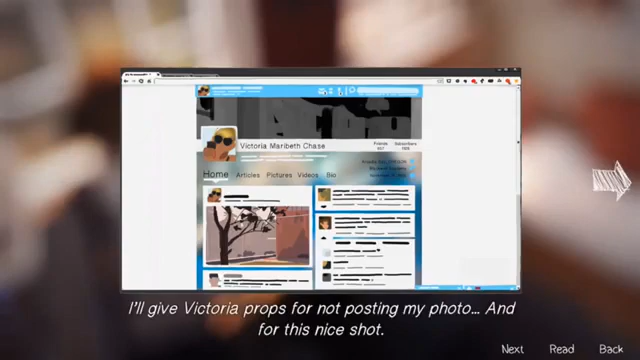 Victoria Maribeth Chase
Friends
Subscribers
Home Articles Pictures Videos Bio
I'll give Victoria props for not posting my photo... And
for this nice shot.
Next Read Back